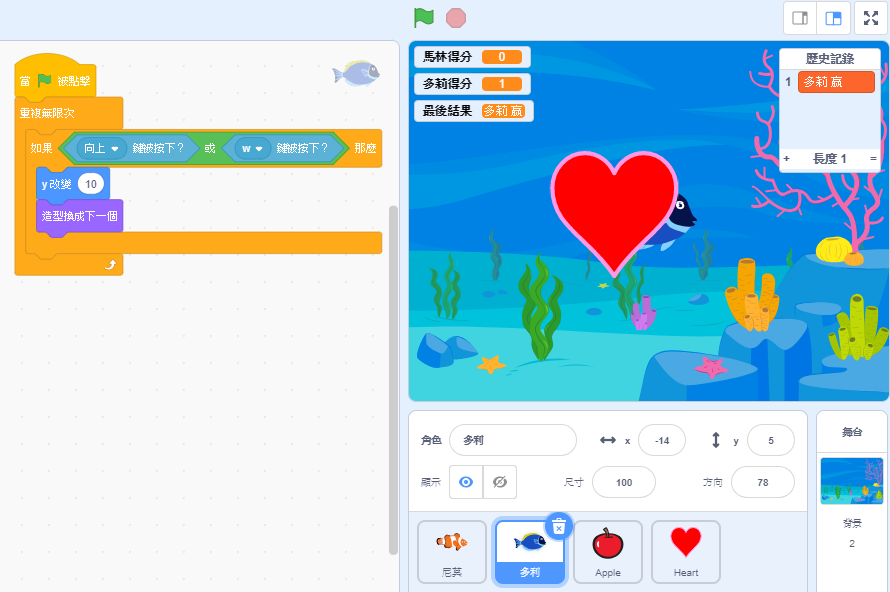 當 被點擊
重複無限次
如果 向上 鍵被按下? 或 w 鍵被按下? 那麼
y 改變 10
造型換成下一個
馬林得分 0
多莉得分 1
最後結果 多莉 贏
歷史記錄
1 多莉 贏
+ 長度 1 =
角色 多利 x -14 y 5
顯示 尺寸 100 方向 78
尼莫
多利
Apple
Heart
舞台
背景
2